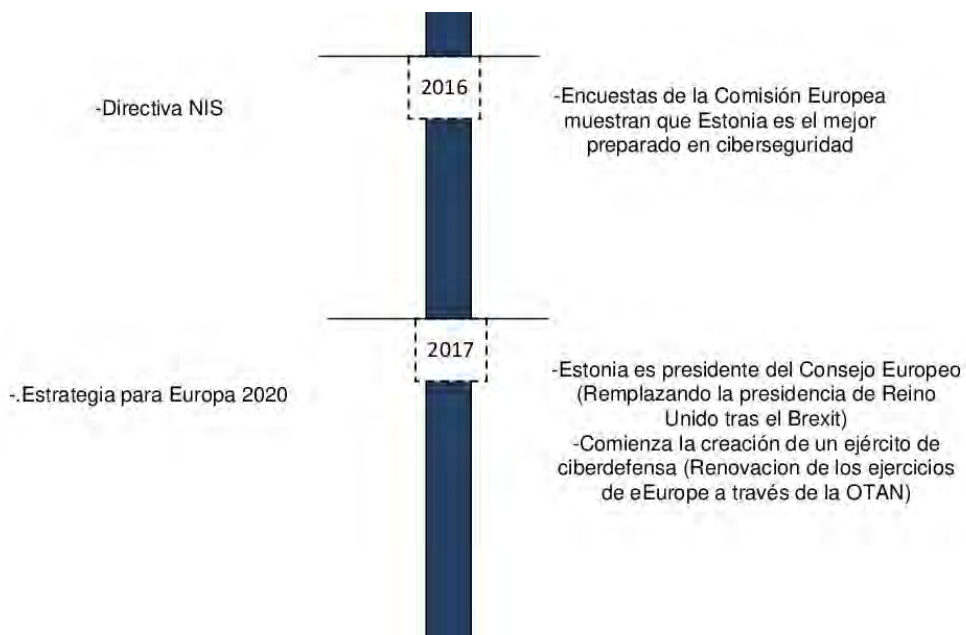 2016
-Directiva NIS
-Encuestas de la Comisión Europea
muestran que Estonia es el mejor
preparado en ciberseguridad
2017
-.Estrategia para Europa 2020
-Estonia es presidente del Consejo Europeo
(Remplazando la presidencia de Reino
Unido tras el Brexit)
-Comienza la creación de un ejército de
ciberdefensa (Renovacion de los ejercicios
de eEurope a través de la OTAN)